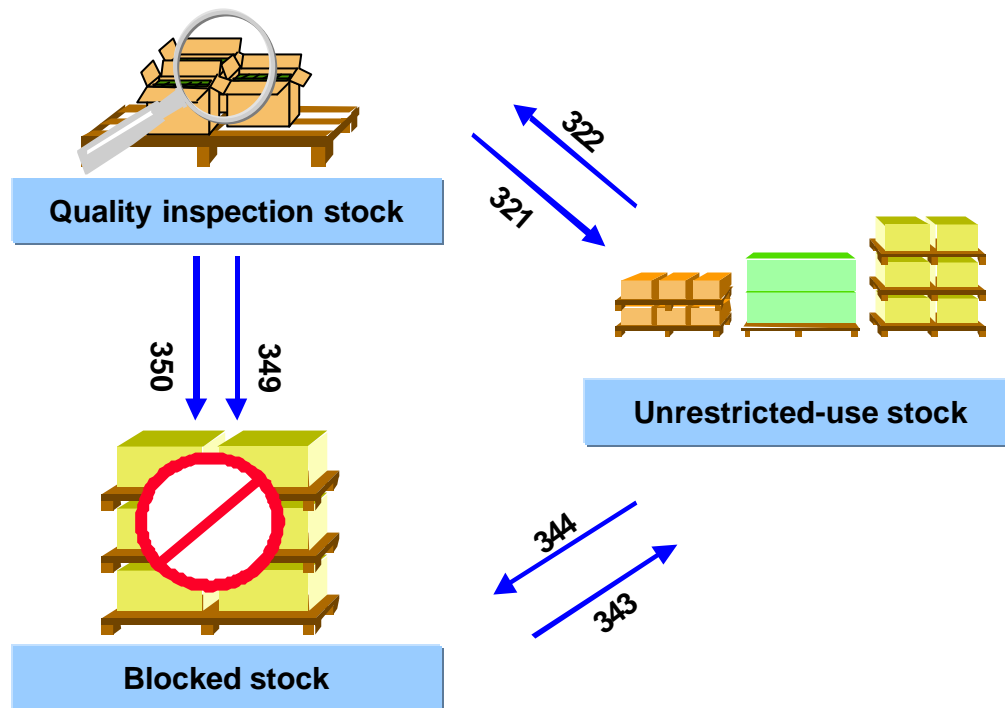 322
321
Quality inspection stock
350
349
Unrestricted-use stock
344
343
Blocked stock